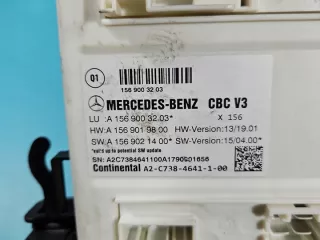 Q1
156 900 32 03
MERCEDES-BENZ CBC V3
LU :A 156 900 32.03* X 156
HW:A 156 901 98 00 HW-Version:13/19.01
SW:A 156 902 14 00* SW-Version:15/04.00*
*valid up to potential SW update
SN: A2C7384641100A1790901656
Continental A2-C738-4641-1-00